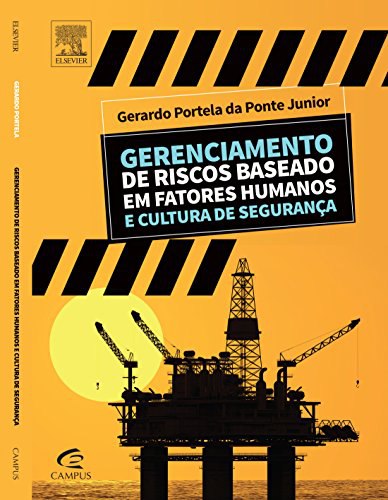 ELSEVIER
GERARDO PORTELA
GERENCIAMENTO DE RISCOS BASEADO EM FATORES HUMANOS E CULTURA DE SEGURANÇA
CAMPUS
ELSEVIER
Gerardo Portela da Ponte Junior
GERENCIAMENTO
DE RISCOS BASEADO
EM FATORES HUMANOS
E CULTURA DE SEGURANÇA
CAMPUS